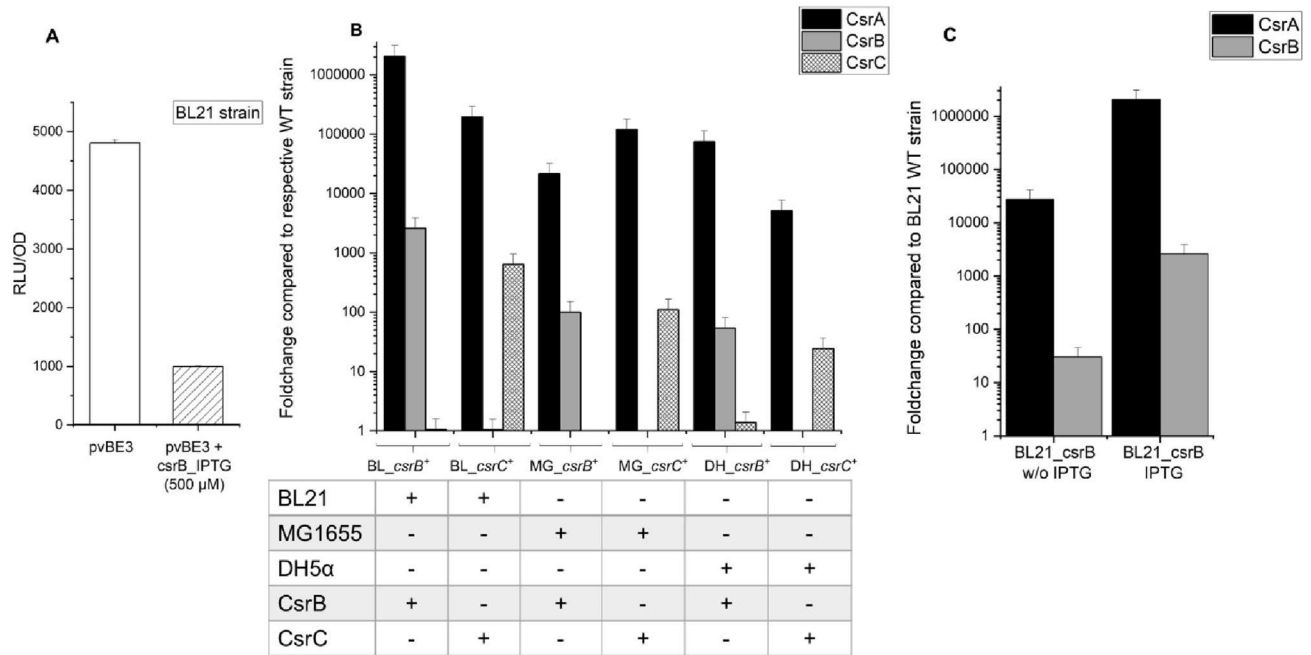 A
BL21 strain
RLU/OD
5000
4000
3000
2000
1000
0
pvBE3
pvBE3 +
csrB_IPTG
(500 µM)
B
CsrA
CsrB
CsrC
Foldchange compared to respective WT strain
1000000
100000
10000
1000
100
10
1
BL_csrB⁺
BL_csrC⁺
MG_csrB⁺
MG_csrC⁺
DH_csrB⁺
DH_csrC⁺
BL21 + + - - - -
MG1655 - - + + - -
DH5α - - - - + +
CsrB + - + - + -
CsrC - + - + - +
C
CsrA
CsrB
Foldchange compared to BL21 WT strain
1000000
100000
10000
1000
100
10
1
BL21_csrB
w/o IPTG
BL21_csrB
IPTG